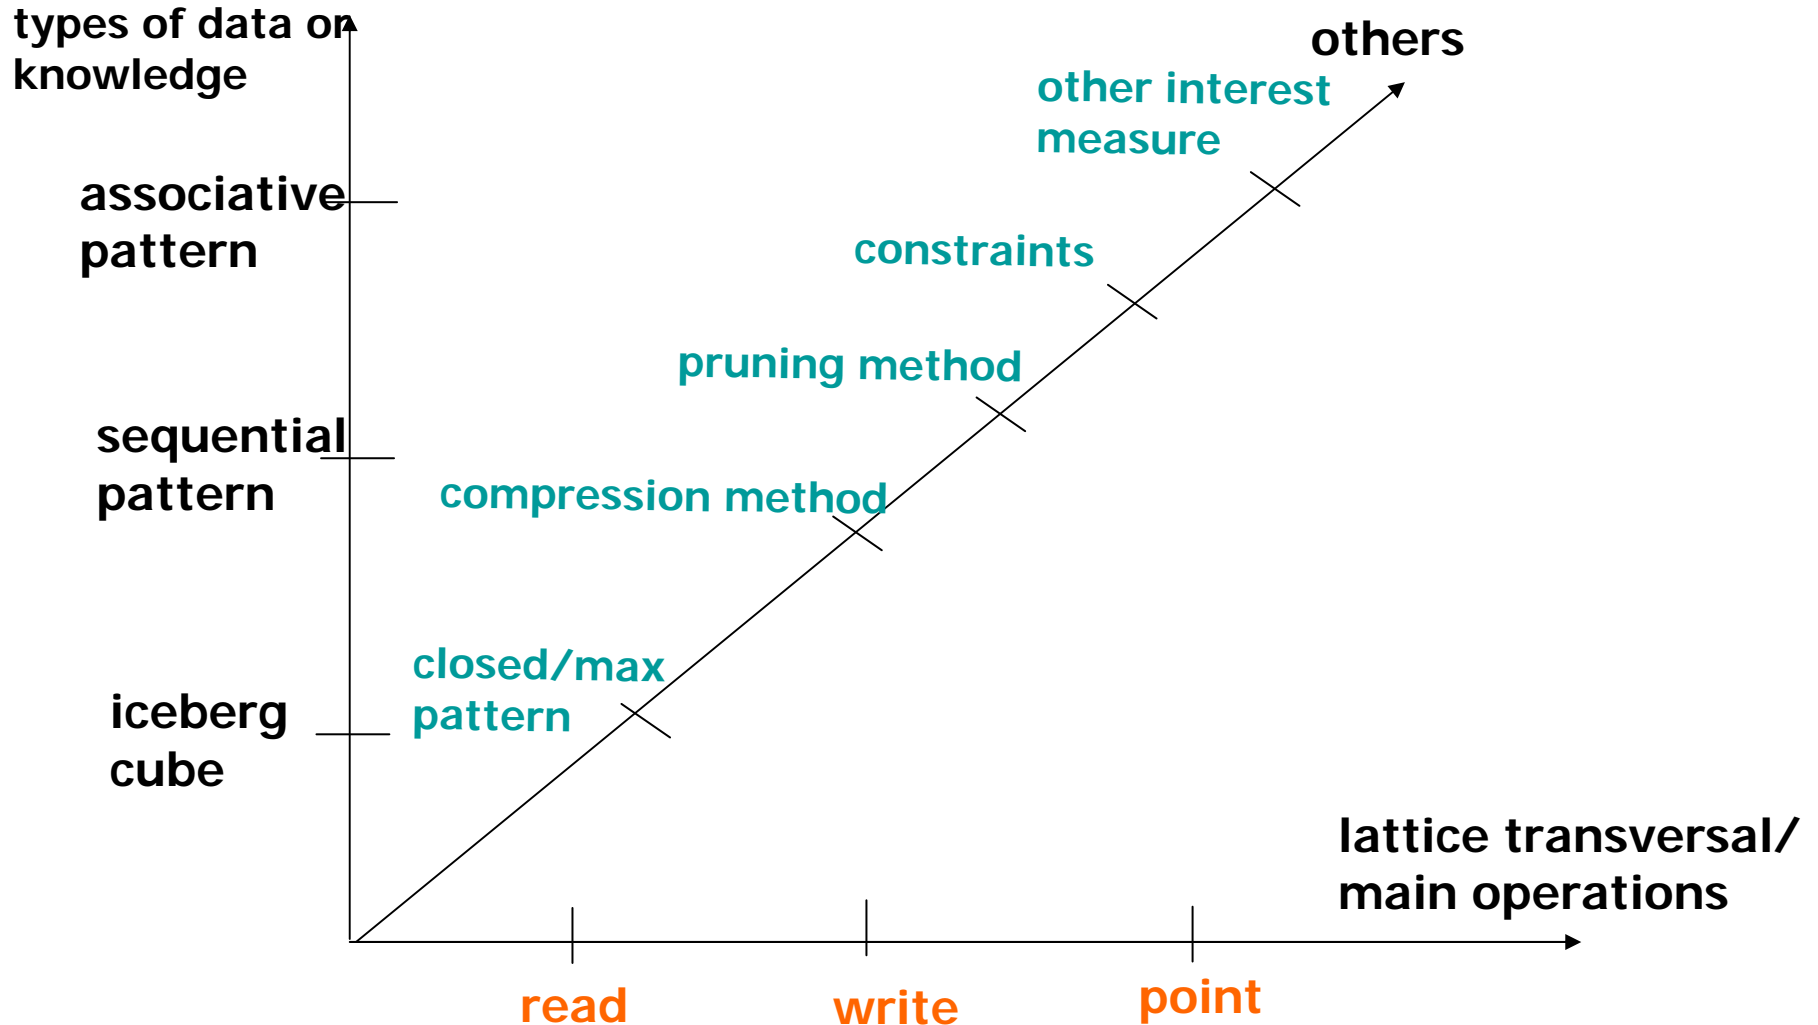 types of data or
knowledge
others
other interest
measure
associative
pattern
constraints
pruning method
sequential
pattern
compression method
closed/max
pattern
iceberg
cube
lattice transversal/
main operations
read
write
point